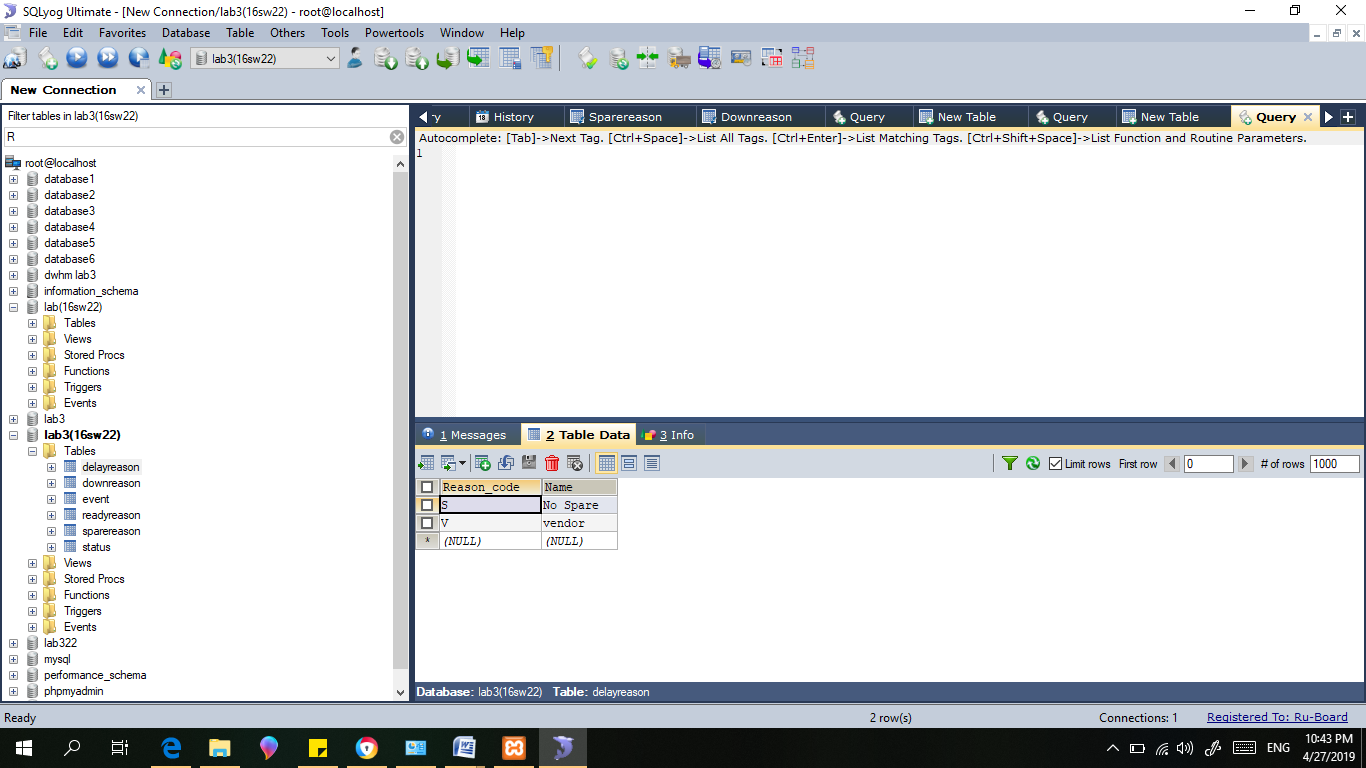 SQLyog Ultimate - [New Connection/lab3(16sw22) - root@localhost]
File Edit Favorites Database Table Others Tools Powertools Window Help
lab3(16sw22)
New Connection
Filter tables in lab3(16sw22)
R
root@localhost
database1
database2
database3
database4
database5
database6
dwhm lab3
information_schema
lab(16sw22)
Tables
Views
Stored Procs
Functions
Triggers
Events
lab3
lab3(16sw22)
Tables
delayreason
downreason
event
readyreason
sparereason
status
Views
Stored Procs
Functions
Triggers
Events
lab322
mysql
performance_schema
phpmyadmin
ry History Sparereason Downreason Query New Table Query New Table Query
Autocomplete: [Tab]->Next Tag. [Ctrl+Space]->List All Tags. [Ctrl+Enter]->List Matching Tags. [Ctrl+Shift+Space]->List Function and Routine Parameters.
1
1 Messages 2 Table Data 3 Info
Limit rows First row 0 # of rows 1000
Reason_code Name
S No Spare
V vendor
* (NULL) (NULL)
Database: lab3(16sw22) Table: delayreason
Ready 2 row(s) Connections: 1 Registered To: Ru-Board
ENG 10:43 PM
4/27/2019